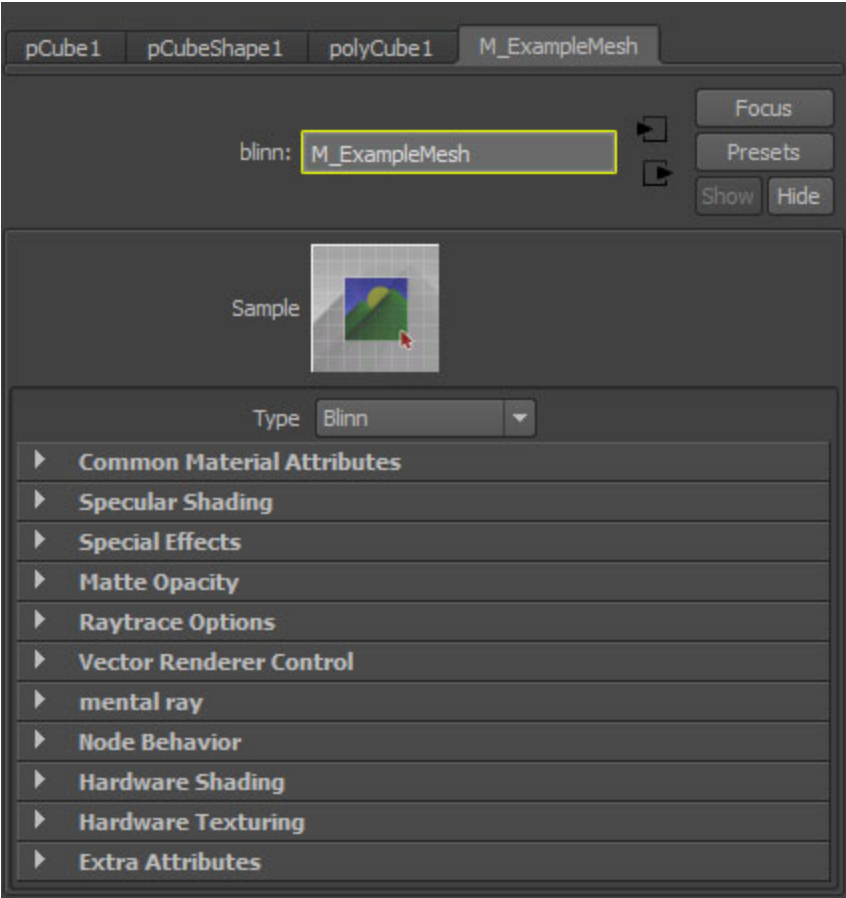 pCube1 pCubeShape1 polyCube1 M_ExampleMesh
Focus
blinn: M_ExampleMesh
Presets
Show Hide
Sample
Type Blinn
Common Material Attributes
Specular Shading
Special Effects
Matte Opacity
Raytrace Options
Vector Renderer Control
mental ray
Node Behavior
Hardware Shading
Hardware Texturing
Extra Attributes